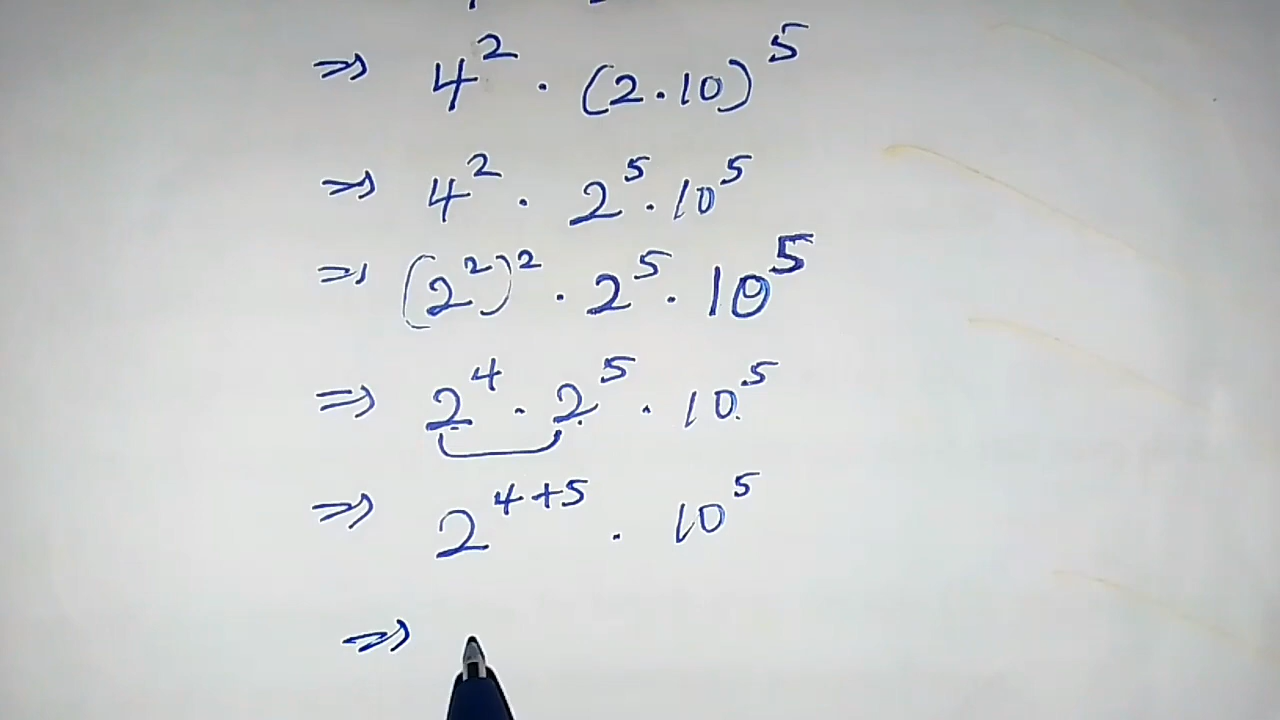 ⇒ 4² · (2 · 10)⁵
⇒ 4² · 2⁵ · 10⁵
⇒ (2²)² · 2⁵ · 10⁵
⇒ 2⁴ · 2⁵ · 10⁵
⇒ 2⁴⁺⁵ · 10⁵
⇒